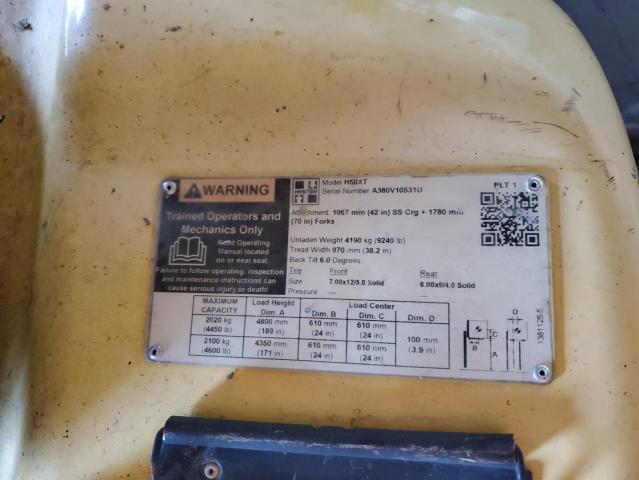 WARNING
Trained Operators and
Mechanics Only
Read Operating
Manual located
on or near seat.
Failure to follow operating, inspection
and maintenance instructions can
cause serious injury or death!
HYSTER
Model H50XT
Serial Number A380V10531U
PLT 1
Attachment 1067 mm (42 in) SS Crg + 1780 mm
(70 in) Forks
Unladen Weight 4190 kg (9240 lb)
Tread Width 970 mm (38.2 in)
Back Tilt 6.0 Degrees
Tire Front Rear
Size 7.00x12/5.0 Solid 6.00x9/4.0 Solid
Pressure -- --
MAXIMUM CAPACITY Load Height Dim. A Load Center Dim. B Dim. C Dim. D
2020 kg (4450 lb) 4800 mm (189 in) 610 mm (24 in) 610 mm (24 in) 100 mm (3.9 in)
2100 kg (4600 lb) 4350 mm (171 in) 610 mm (24 in) 610 mm (24 in)
D
C
B
A
1381125.5